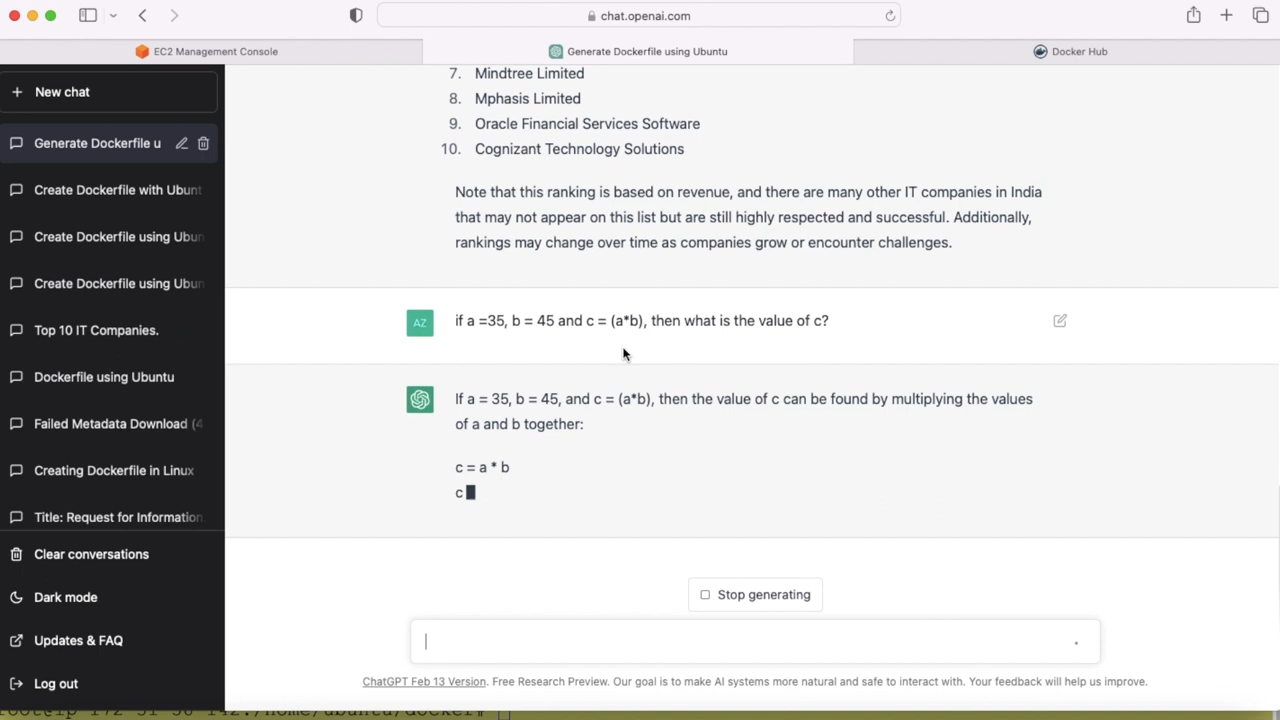 chat.openai.com
EC2 Management Console
Generate Dockerfile using Ubuntu
Docker Hub
New chat
Generate Dockerfile u
Create Dockerfile with Ubunt
Create Dockerfile using Ubun
Create Dockerfile using Ubun
Top 10 IT Companies.
Dockerfile using Ubuntu
Failed Metadata Download (4
Creating Dockerfile in Linux
Title: Request for Information
Clear conversations
Dark mode
Updates & FAQ
Log out
7. Mindtree Limited
8. Mphasis Limited
9. Oracle Financial Services Software
10. Cognizant Technology Solutions
Note that this ranking is based on revenue, and there are many other IT companies in India
that may not appear on this list but are still highly respected and successful. Additionally,
rankings may change over time as companies grow or encounter challenges.
AZ
if a =35, b = 45 and c = (a*b), then what is the value of c?
If a = 35, b = 45, and c = (a*b), then the value of c can be found by multiplying the values
of a and b together:
c = a * b
c
Stop generating
ChatGPT Feb 13 Version. Free Research Preview. Our goal is to make AI systems more natural and safe to interact with. Your feedback will help us improve.